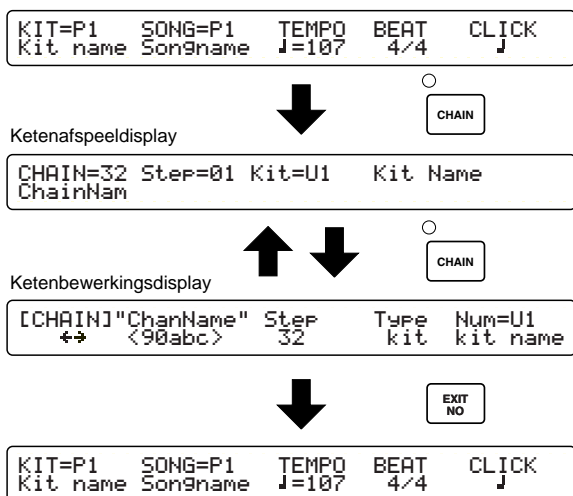 KIT=P1 SONG=P1 TEMPO BEAT CLICK
Kit name Songname ♩=107 4/4 ♩
CHAIN
Ketenafspeeldisplay
CHAIN=32 Step=01 Kit=U1 Kit Name
ChainNam
CHAIN
Ketenbewerkingsdisplay
[CHAIN]"ChanName" Step Type Num=U1
↔ <90abc> 32 kit kit name
EXIT
NO
KIT=P1 SONG=P1 TEMPO BEAT CLICK
Kit name Songname ♩=107 4/4 ♩